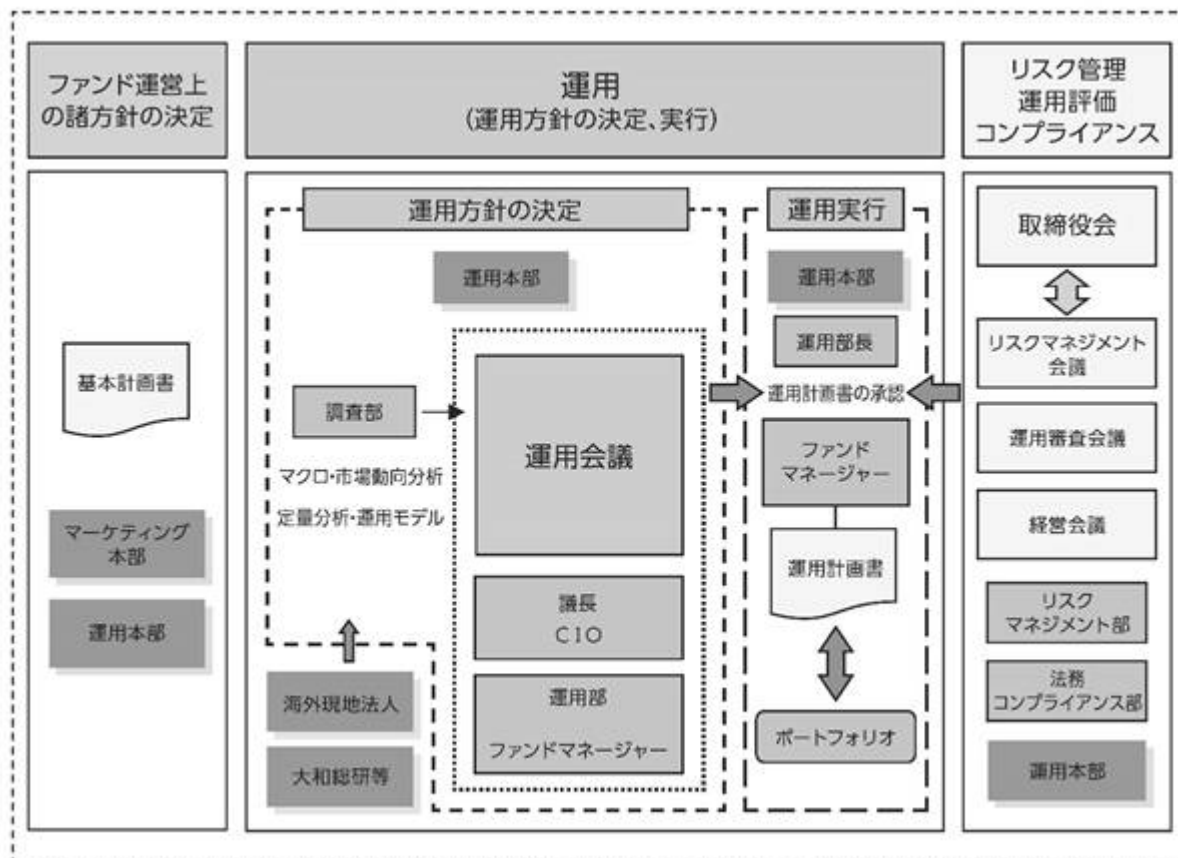 ファンド運営上
の諸方針の決定
運用
(運用方針の決定、実行)
リスク管理
運用評価
コンプライアンス
基本計画書
マーケティング
本部
運用本部
運用方針の決定
運用本部
調査部
マクロ・市場動向分析
定量分析・運用モデル
運用会議
議長
CIO
運用部
ファンドマネージャー
海外現地法人
大和総研等
運用実行
運用本部
運用部長
運用計画書の承認
ファンド
マネージャー
運用計画書
ポートフォリオ
取締役会
リスクマネジメント
会議
運用審査会議
経営会議
リスク
マネジメント部
法務
コンプライアンス部
運用本部